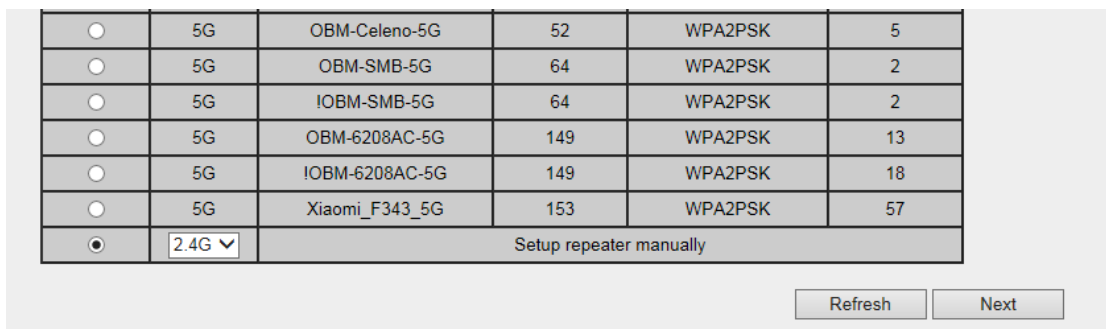 5G OBM-Celeno-5G 52 WPA2PSK 5
5G OBM-SMB-5G 64 WPA2PSK 2
5G !OBM-SMB-5G 64 WPA2PSK 2
5G OBM-6208AC-5G 149 WPA2PSK 13
5G !OBM-6208AC-5G 149 WPA2PSK 18
5G Xiaomi_F343_5G 153 WPA2PSK 57
2.4G Setup repeater manually
Refresh Next